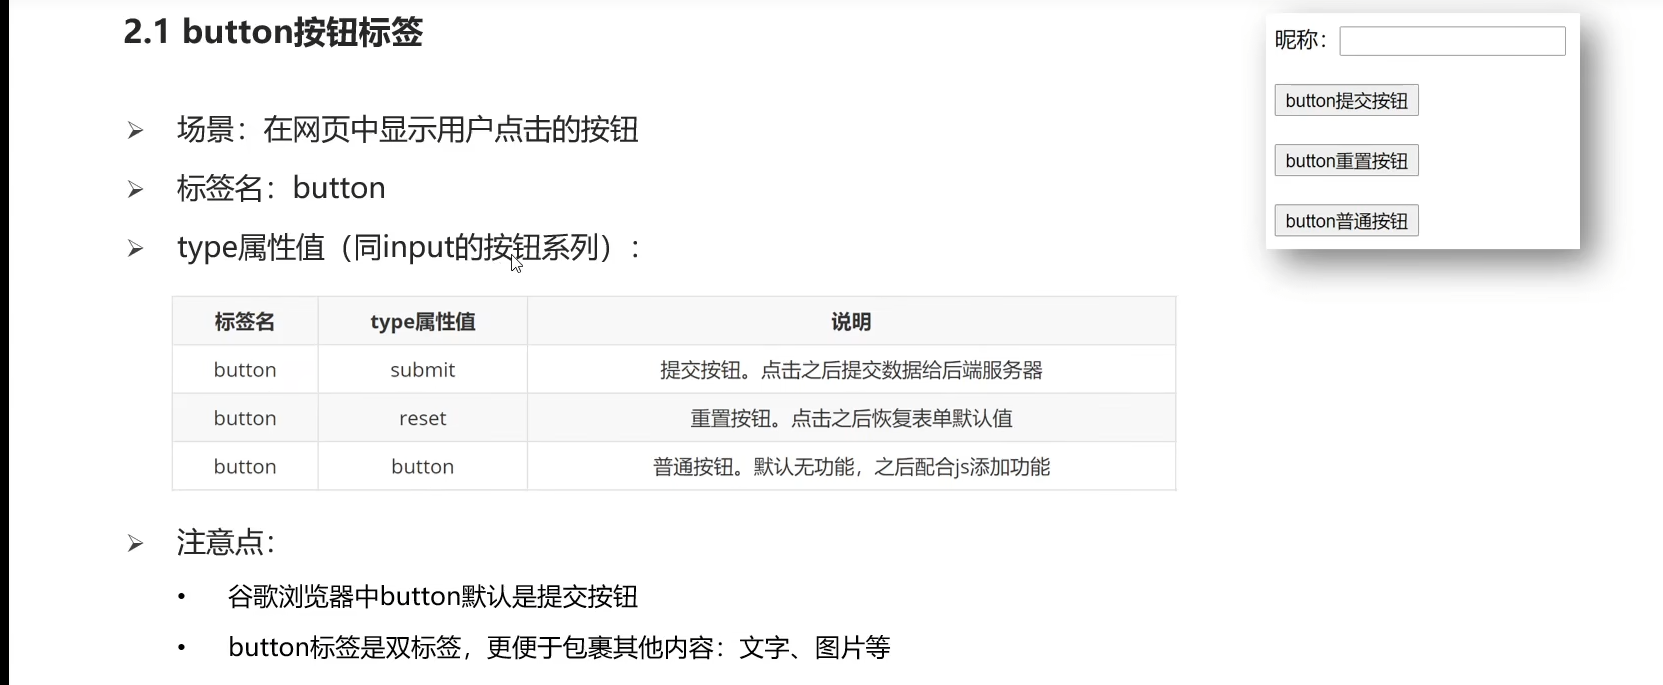 2.1 button按钮标签
昵称：
button提交按钮
button重置按钮
button普通按钮
场景：在网页中显示用户点击的按钮
标签名：button
type属性值（同input的按钮系列）:
标签名 type属性值 说明
button submit 提交按钮。点击之后提交数据给后端服务器
button reset 重置按钮。点击之后恢复表单默认值
button button 普通按钮。默认无功能，之后配合js添加功能
注意点：
• 谷歌浏览器中button默认是提交按钮
• button标签是双标签，更便于包裹其他内容：文字、图片等